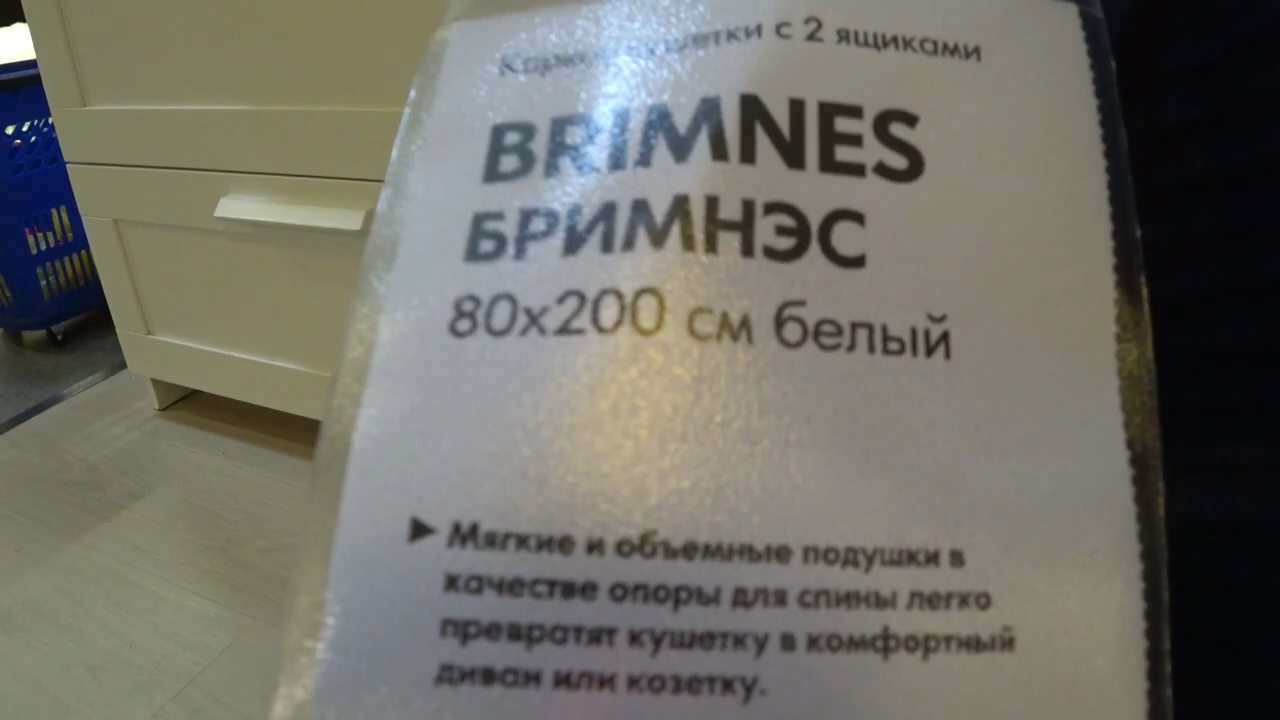 Каркас кушетки с 2 ящиками
BRIMNES
БРИМНЭС
80x200 см белый
▶ Мягкие и объемные подушки в
качестве опоры для спины легко
превратят кушетку в комфортный
диван или козетку.